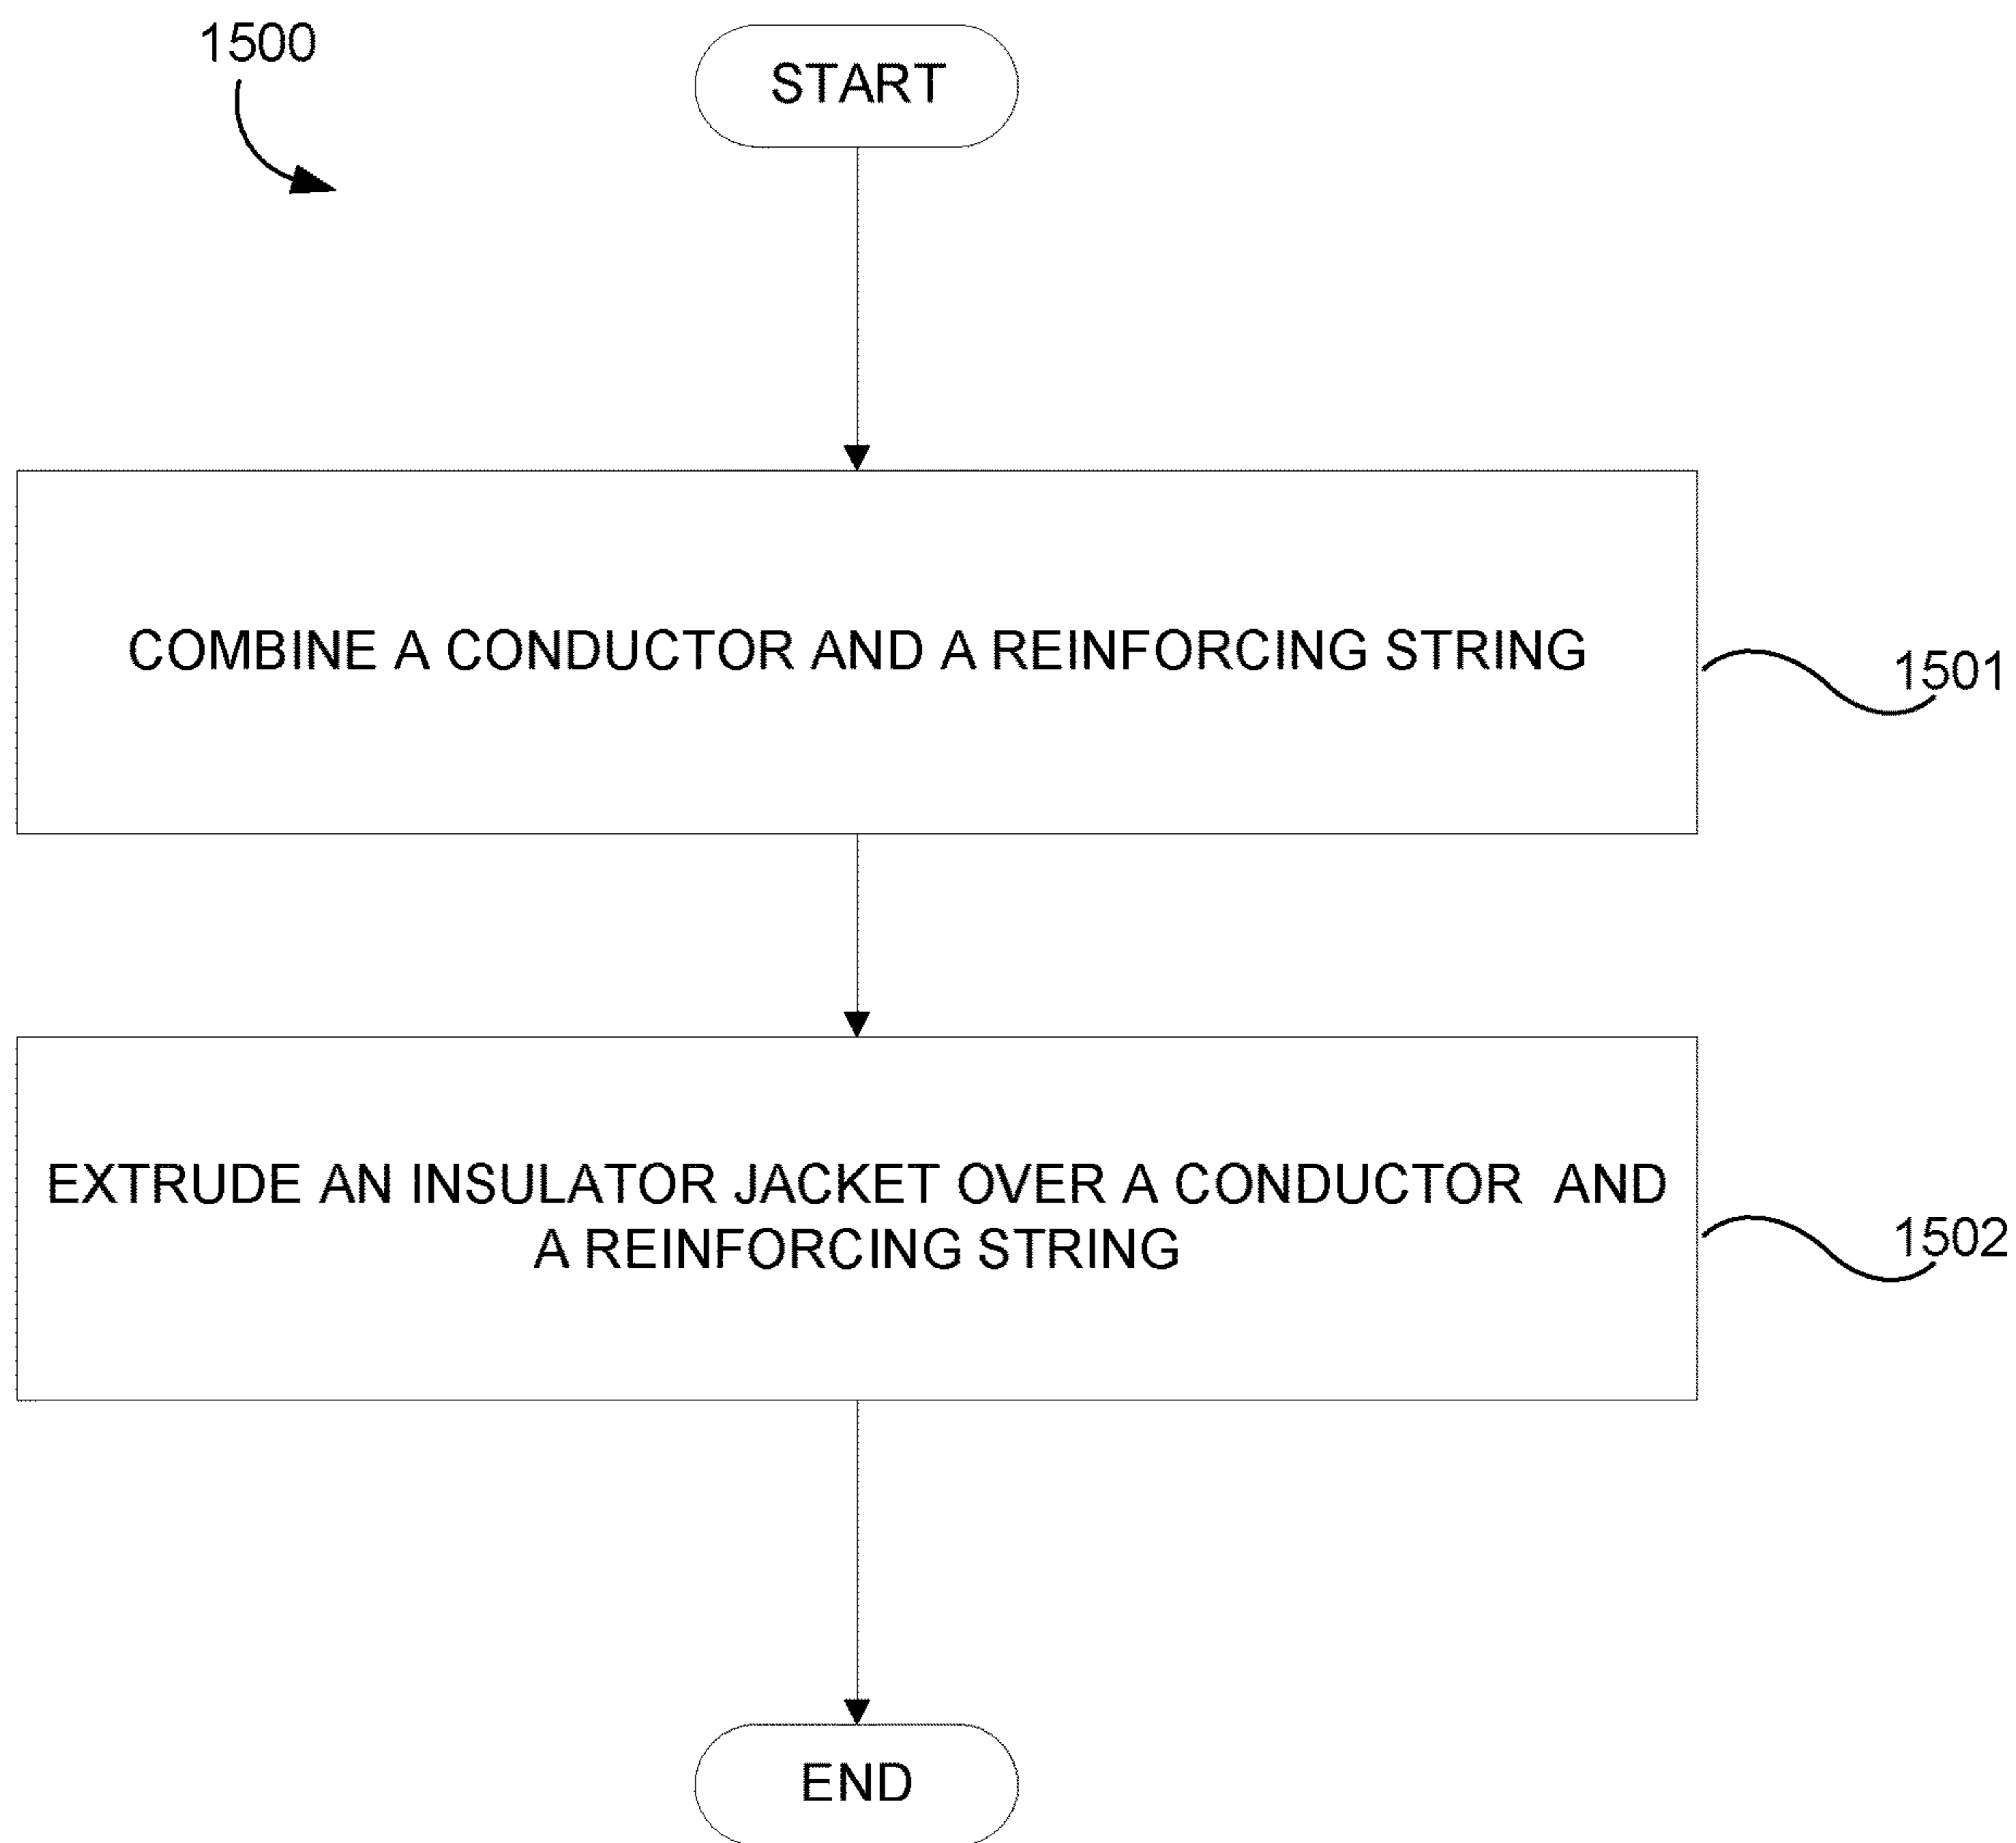 1500
START
COMBINE A CONDUCTOR AND A REINFORCING STRING
1501
EXTRUDE AN INSULATOR JACKET OVER A CONDUCTOR AND
A REINFORCING STRING
1502
END